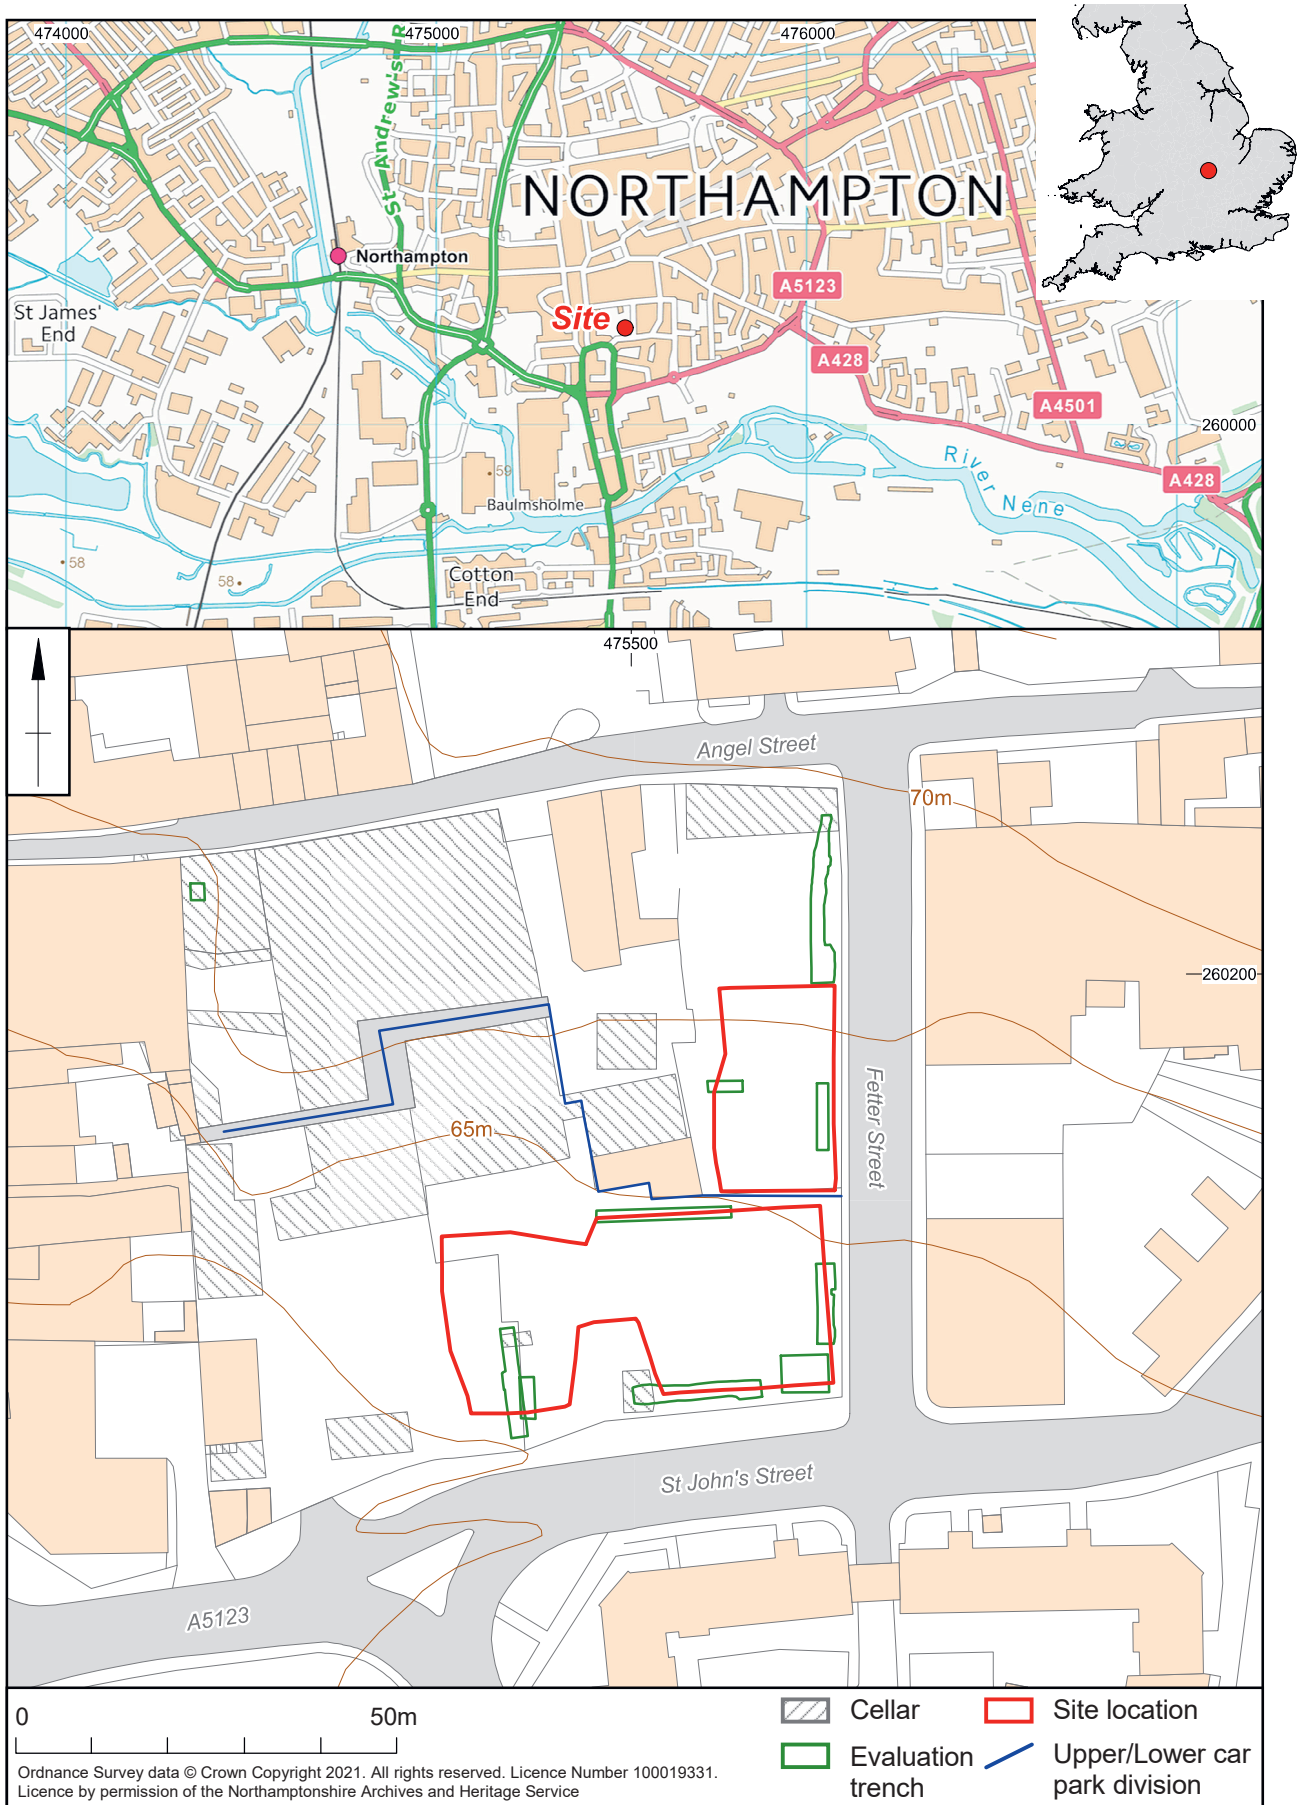 474000
475000
476000
St Andrew's R
NORTHAMPTON
Northampton
A5123
Site
St James'
End
A428
A4501
260000
River Nene
59
A428
Baulmsholme
58
58
Cotton
End
475500
Angel Street
70m
260200
Fetter Street
65m
St John's Street
A5123
0
50m
Cellar
Site location
Evaluation
trench
Upper/Lower car
park division
Ordnance Survey data © Crown Copyright 2021. All rights reserved. Licence Number 100019331.
Licence by permission of the Northamptonshire Archives and Heritage Service